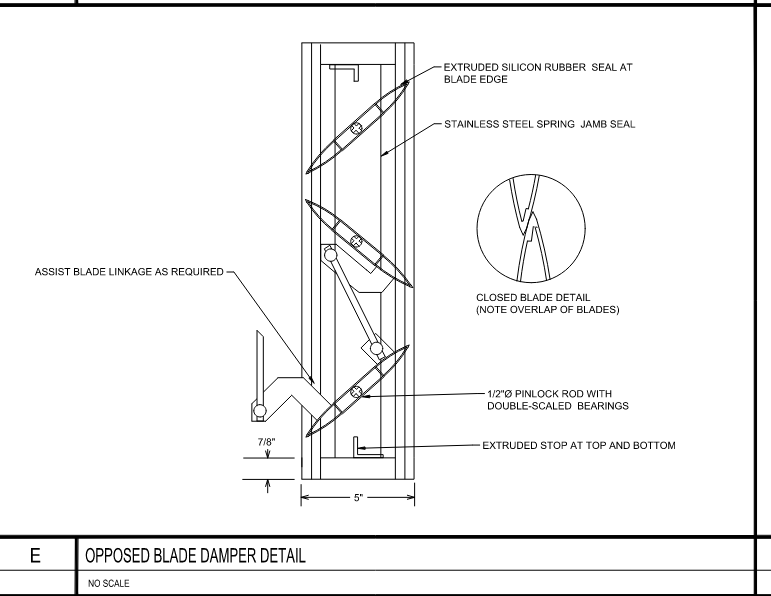 EXTRUDED SILICON RUBBER SEAL AT
BLADE EDGE
STAINLESS STEEL SPRING JAMB SEAL
ASSIST BLADE LINKAGE AS REQUIRED
CLOSED BLADE DETAIL
(NOTE OVERLAP OF BLADES)
1/2"Ø PINLOCK ROD WITH
DOUBLE-SCALED BEARINGS
7/8"
EXTRUDED STOP AT TOP AND BOTTOM
5"
E
OPPOSED BLADE DAMPER DETAIL
NO SCALE